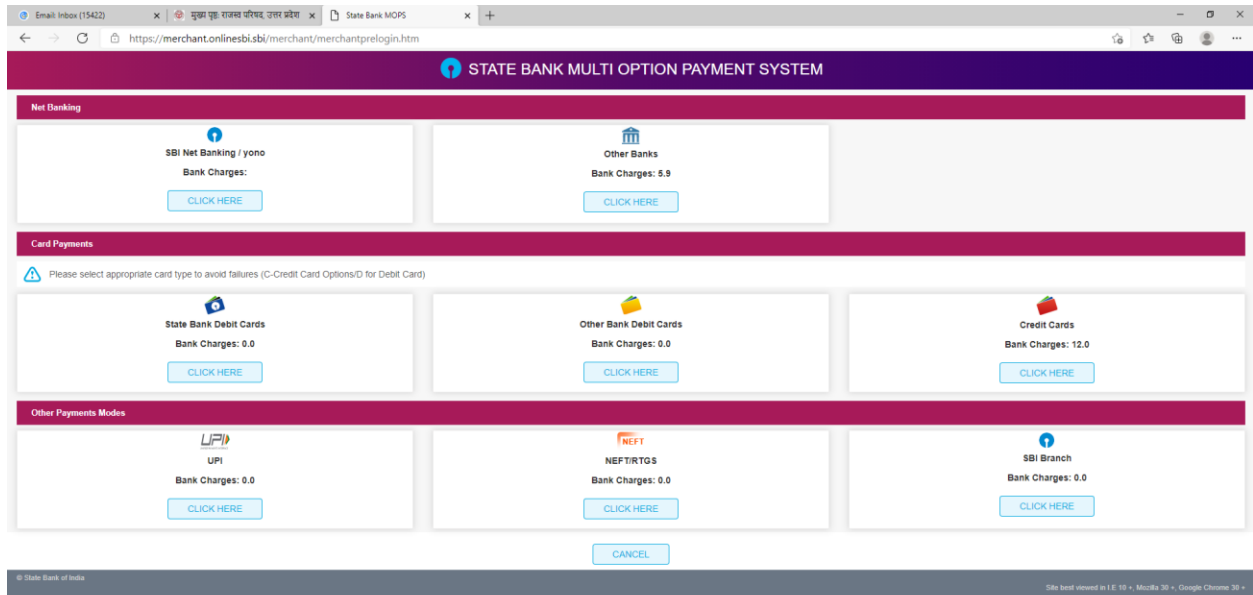 Email: Inbox (15422)
मुख्य पृष्ठ: राजस्व परिषद, उत्तर प्रदेश
State Bank MOPS
https://merchant.onlinesbi.sbi/merchant/merchantprelogin.htm
STATE BANK MULTI OPTION PAYMENT SYSTEM
Net Banking
SBI Net Banking / yono
Bank Charges:
CLICK HERE
Other Banks
Bank Charges: 5.9
CLICK HERE
Card Payments
Please select appropriate card type to avoid failures (C-Credit Card Options/D for Debit Card)
State Bank Debit Cards
Bank Charges: 0.0
CLICK HERE
Other Bank Debit Cards
Bank Charges: 0.0
CLICK HERE
Credit Cards
Bank Charges: 12.0
CLICK HERE
Other Payments Modes
UPI
UPI
Bank Charges: 0.0
CLICK HERE
NEFT
NEFT/RTGS
Bank Charges: 0.0
CLICK HERE
SBI Branch
Bank Charges: 0.0
CLICK HERE
CANCEL
© State Bank of India
Site best viewed in I.E 10 +, Mozilla 30 +, Google Chrome 30 +